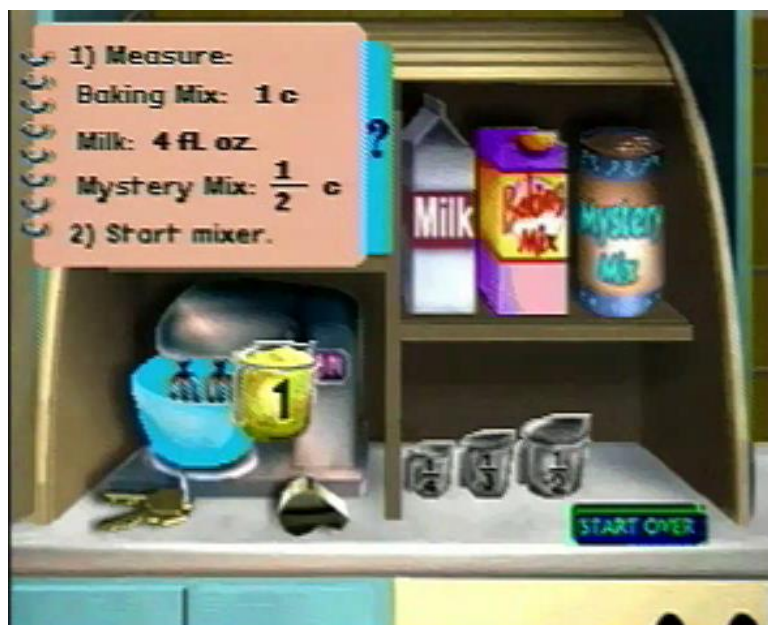 1) Measure:
Baking Mix: 1 c
Milk: 4 fl. oz.
Mystery Mix: 1/2 c
2) Start mixer.
?
Milk
Baking Mix
Mystery Mix
1
1/4
1/3
1/2
START OVER